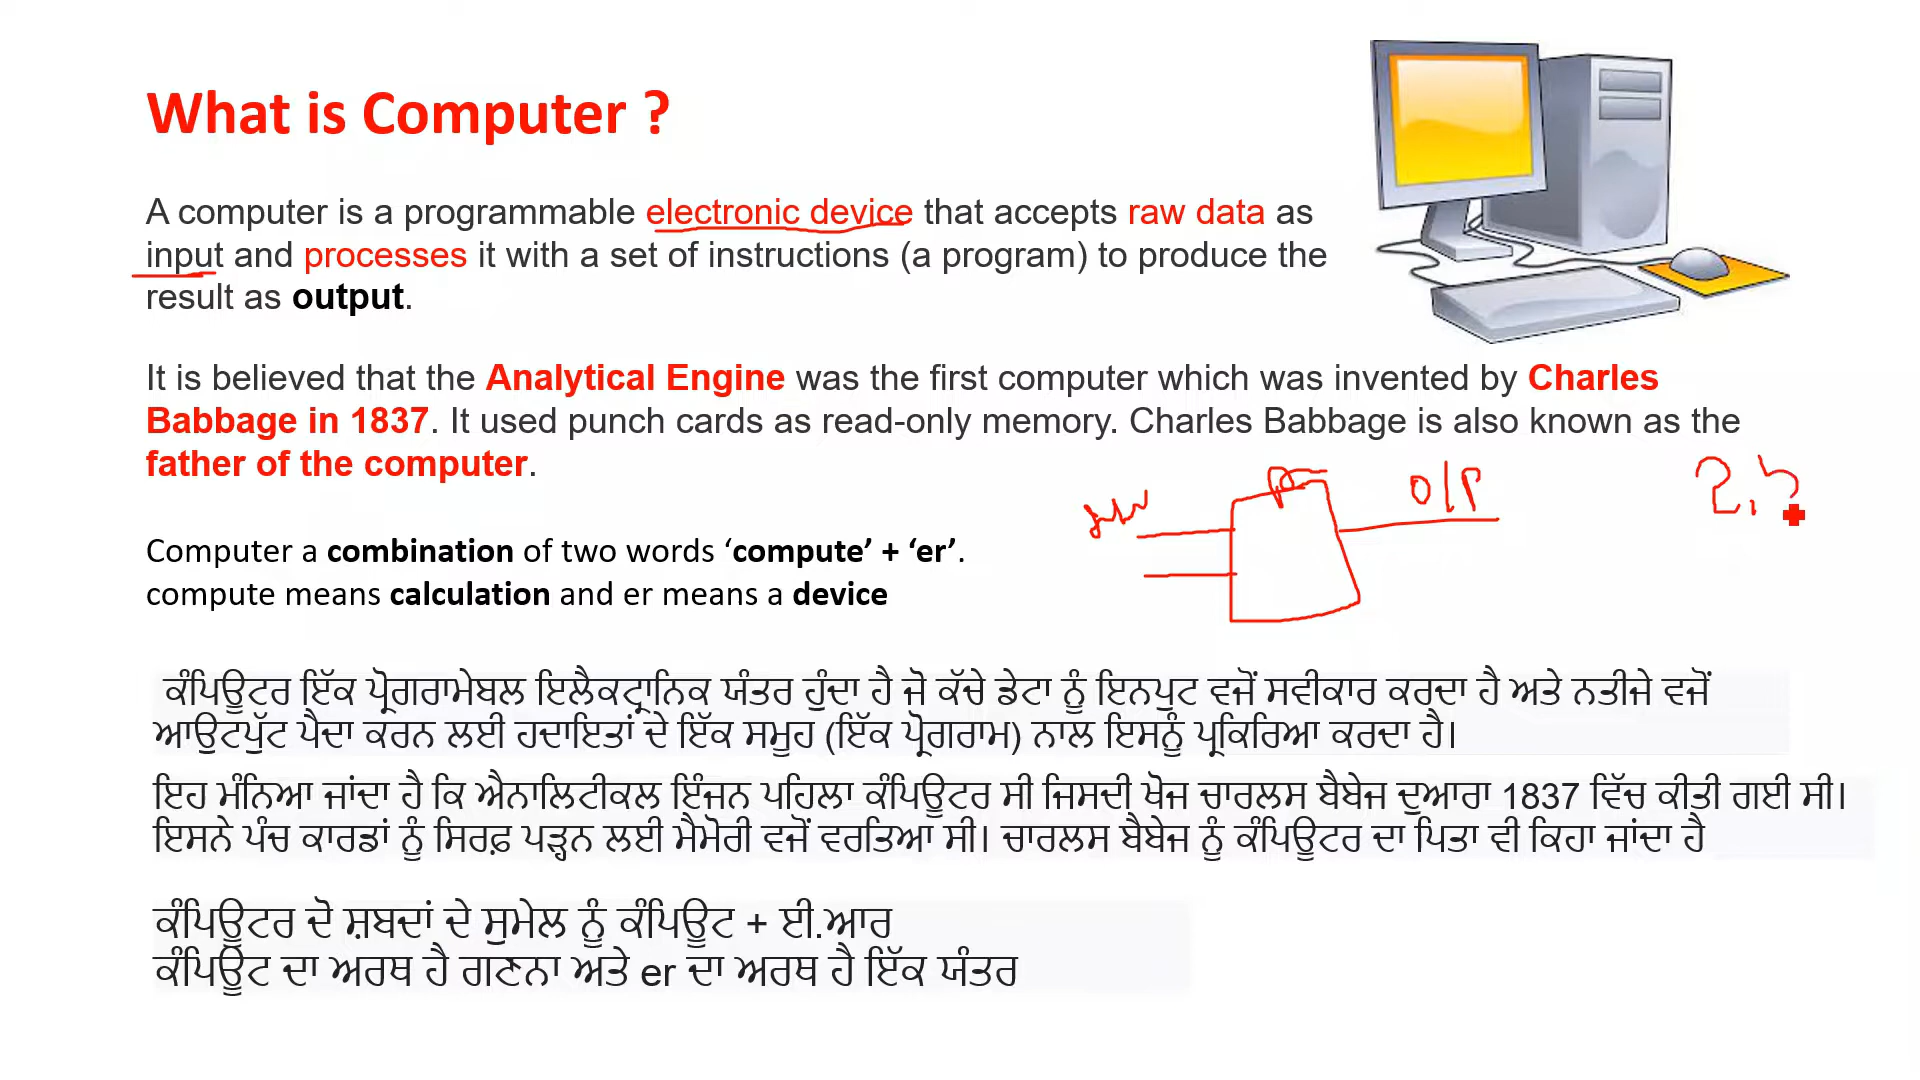 What is Computer ?
A computer is a programmable electronic device that accepts raw data as
input and processes it with a set of instructions (a program) to produce the
result as output.
It is believed that the Analytical Engine was the first computer which was invented by Charles
Babbage in 1837. It used punch cards as read-only memory. Charles Babbage is also known as the
father of the computer.
O/P
Computer a combination of two words ‘compute’ + ‘er’.
compute means calculation and er means a device
ਕੰਪਿਊਟਰ ਇੱਕ ਪ੍ਰੋਗਰਾਮੇਬਲ ਇਲੈਕਟ੍ਰਾਨਿਕ ਯੰਤਰ ਹੁੰਦਾ ਹੈ ਜੋ ਕੱਚੇ ਡੇਟਾ ਨੂੰ ਇਨਪੁਟ ਵਜੋਂ ਸਵੀਕਾਰ ਕਰਦਾ ਹੈ ਅਤੇ ਨਤੀਜੇ ਵਜੋਂ
ਆਉਟਪੁੱਟ ਪੈਦਾ ਕਰਨ ਲਈ ਹਦਾਇਤਾਂ ਦੇ ਇੱਕ ਸਮੂਹ (ਇੱਕ ਪ੍ਰੋਗਰਾਮ) ਨਾਲ ਇਸਨੂੰ ਪ੍ਰਕਿਰਿਆ ਕਰਦਾ ਹੈ।
ਇਹ ਮੰਨਿਆ ਜਾਂਦਾ ਹੈ ਕਿ ਐਨਾਲਿਟੀਕਲ ਇੰਜਨ ਪਹਿਲਾ ਕੰਪਿਊਟਰ ਸੀ ਜਿਸਦੀ ਖੋਜ ਚਾਰਲਸ ਬੈਬੇਜ ਦੁਆਰਾ 1837 ਵਿੱਚ ਕੀਤੀ ਗਈ ਸੀ।
ਇਸਨੇ ਪੰਚ ਕਾਰਡਾਂ ਨੂੰ ਸਿਰਫ਼ ਪੜ੍ਹਨ ਲਈ ਮੈਮੋਰੀ ਵਜੋਂ ਵਰਤਿਆ ਸੀ। ਚਾਰਲਸ ਬੈਬੇਜ ਨੂੰ ਕੰਪਿਊਟਰ ਦਾ ਪਿਤਾ ਵੀ ਕਿਹਾ ਜਾਂਦਾ ਹੈ
ਕੰਪਿਊਟਰ ਦੋ ਸ਼ਬਦਾਂ ਦੇ ਸੁਮੇਲ ਨੂੰ ਕੰਪਿਊਟ + ਈ.ਆਰ
ਕੰਪਿਊਟ ਦਾ ਅਰਥ ਹੈ ਗਣਨਾ ਅਤੇ er ਦਾ ਅਰਥ ਹੈ ਇੱਕ ਯੰਤਰ